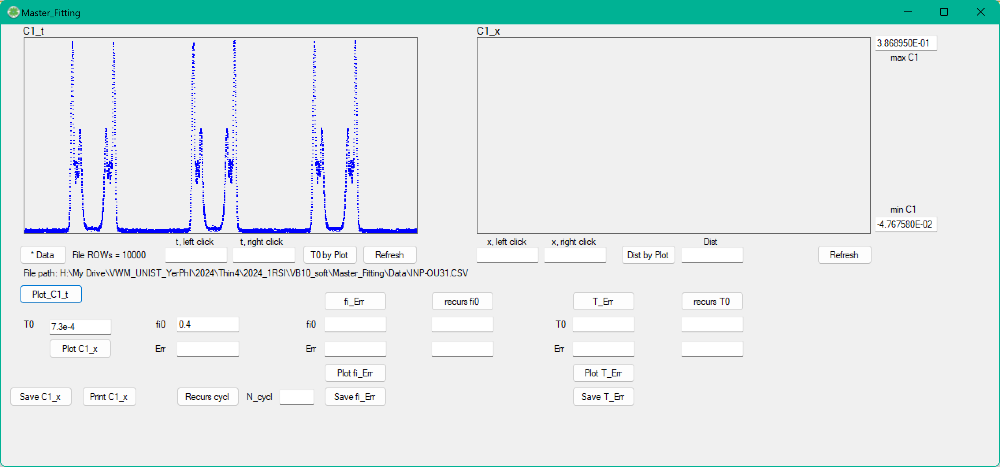 Master_Fitting
C1_t
C1_x
3.868950E-01
max C1
min C1
-4.767580E-02
t, left click
t, right click
x, left click
x, right click
Dist
* Data
File ROWs = 10000
T0 by Plot
Refresh
Dist by Plot
Refresh
File path: H:\My Drive\VWM_UNIST_YerPhI\2024\Thin4\2024_1RSI\VB10_soft\Master_Fitting\Data\INP-OU31.CSV
Plot_C1_t
fi_Err
recurs fi0
T_Err
recurs T0
T0
7.3e-4
fi0
0.4
fi0
T0
Plot C1_x
Err
Err
Err
Plot fi_Err
Plot T_Err
Save C1_x
Print C1_x
Recurs cycl
N_cycl
Save fi_Err
Save T_Err